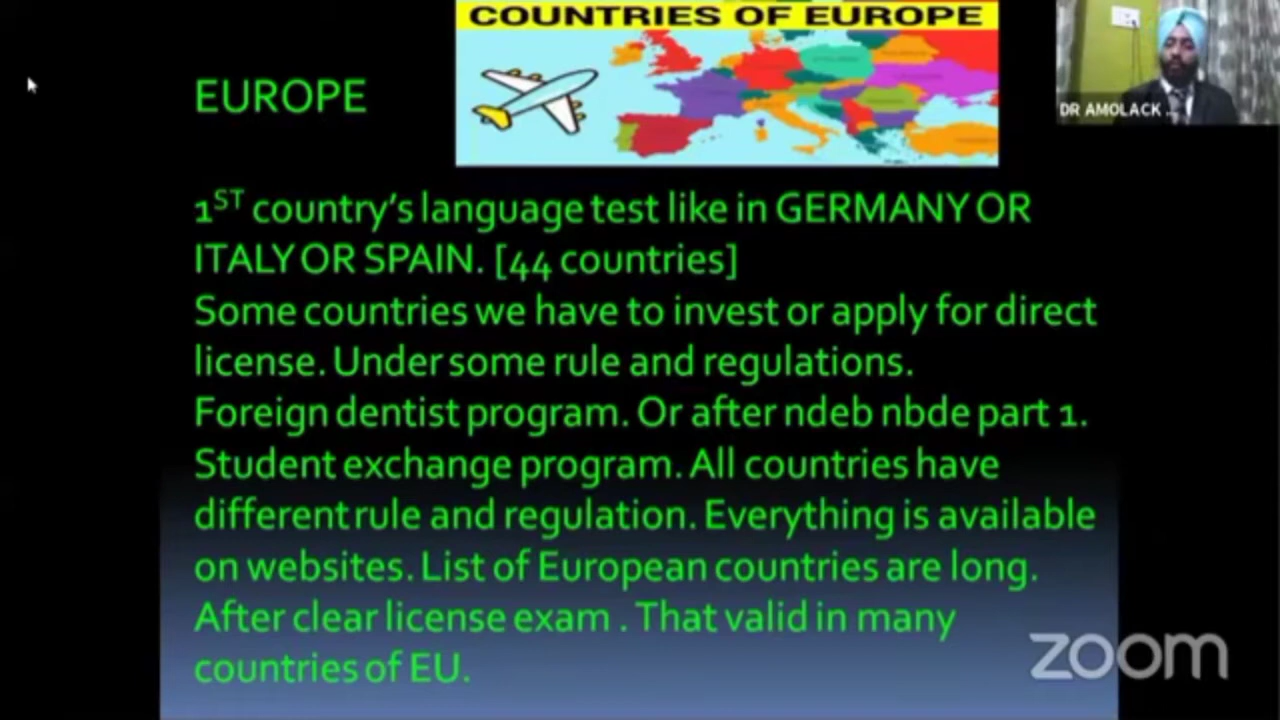 COUNTRIES OF EUROPE
DR AMOLACK ...
EUROPE
1ST country's language test like in GERMANY OR
ITALY OR SPAIN. [44 countries]
Some countries we have to invest or apply for direct
license. Under some rule and regulations.
Foreign dentist program. Or after ndeb nbde part 1.
Student exchange program. All countries have
different rule and regulation. Everything is available
on websites. List of European countries are long.
After clear license exam . That valid in many
countries of EU.
zoom